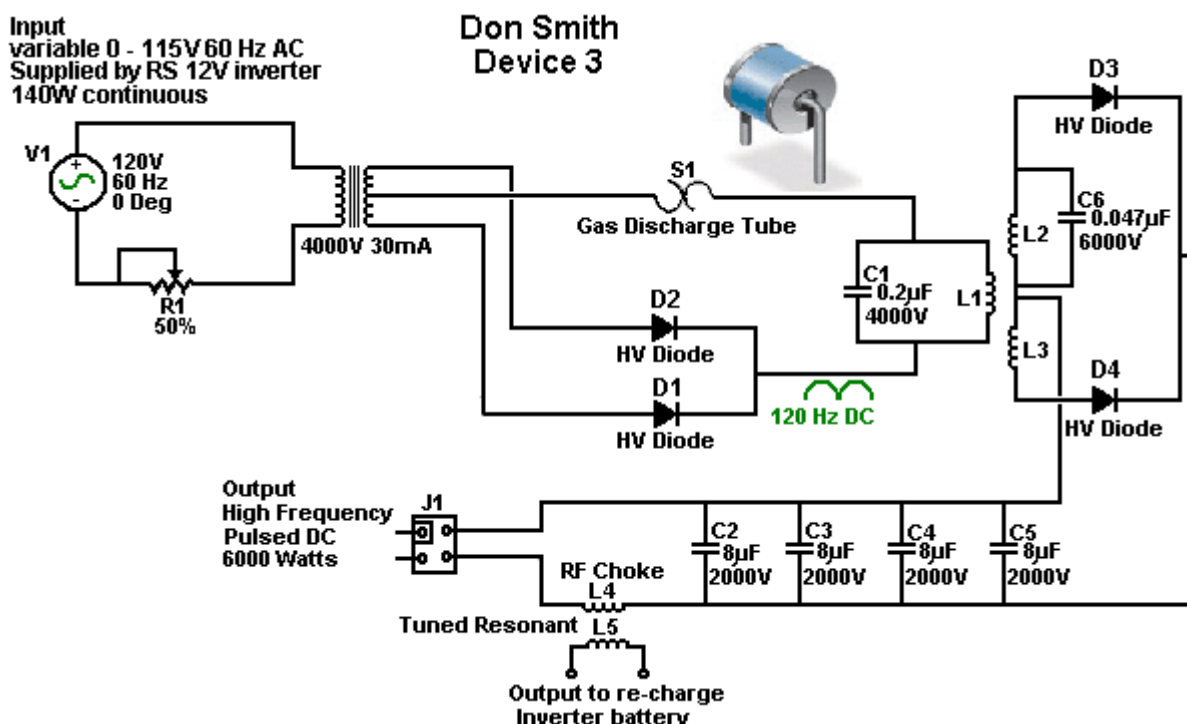 Input
variable 0 - 115V 60 Hz AC
Supplied by RS 12V inverter
140W continuous
Don Smith
Device 3
V1
+
-
120V
60 Hz
0 Deg
R1
50%
4000V 30mA
S1
Gas Discharge Tube
D2
HV Diode
D1
HV Diode
120 Hz DC
C1
0.2µF
4000V
L1
L2
L3
C6
0.047µF
6000V
D3
HV Diode
D4
HV Diode
Output
High Frequency
Pulsed DC
6000 Watts
J1
C2
8µF
2000V
C3
8µF
2000V
C4
8µF
2000V
C5
8µF
2000V
RF Choke
L4
Tuned Resonant
L5
Output to re-charge
Inverter battery